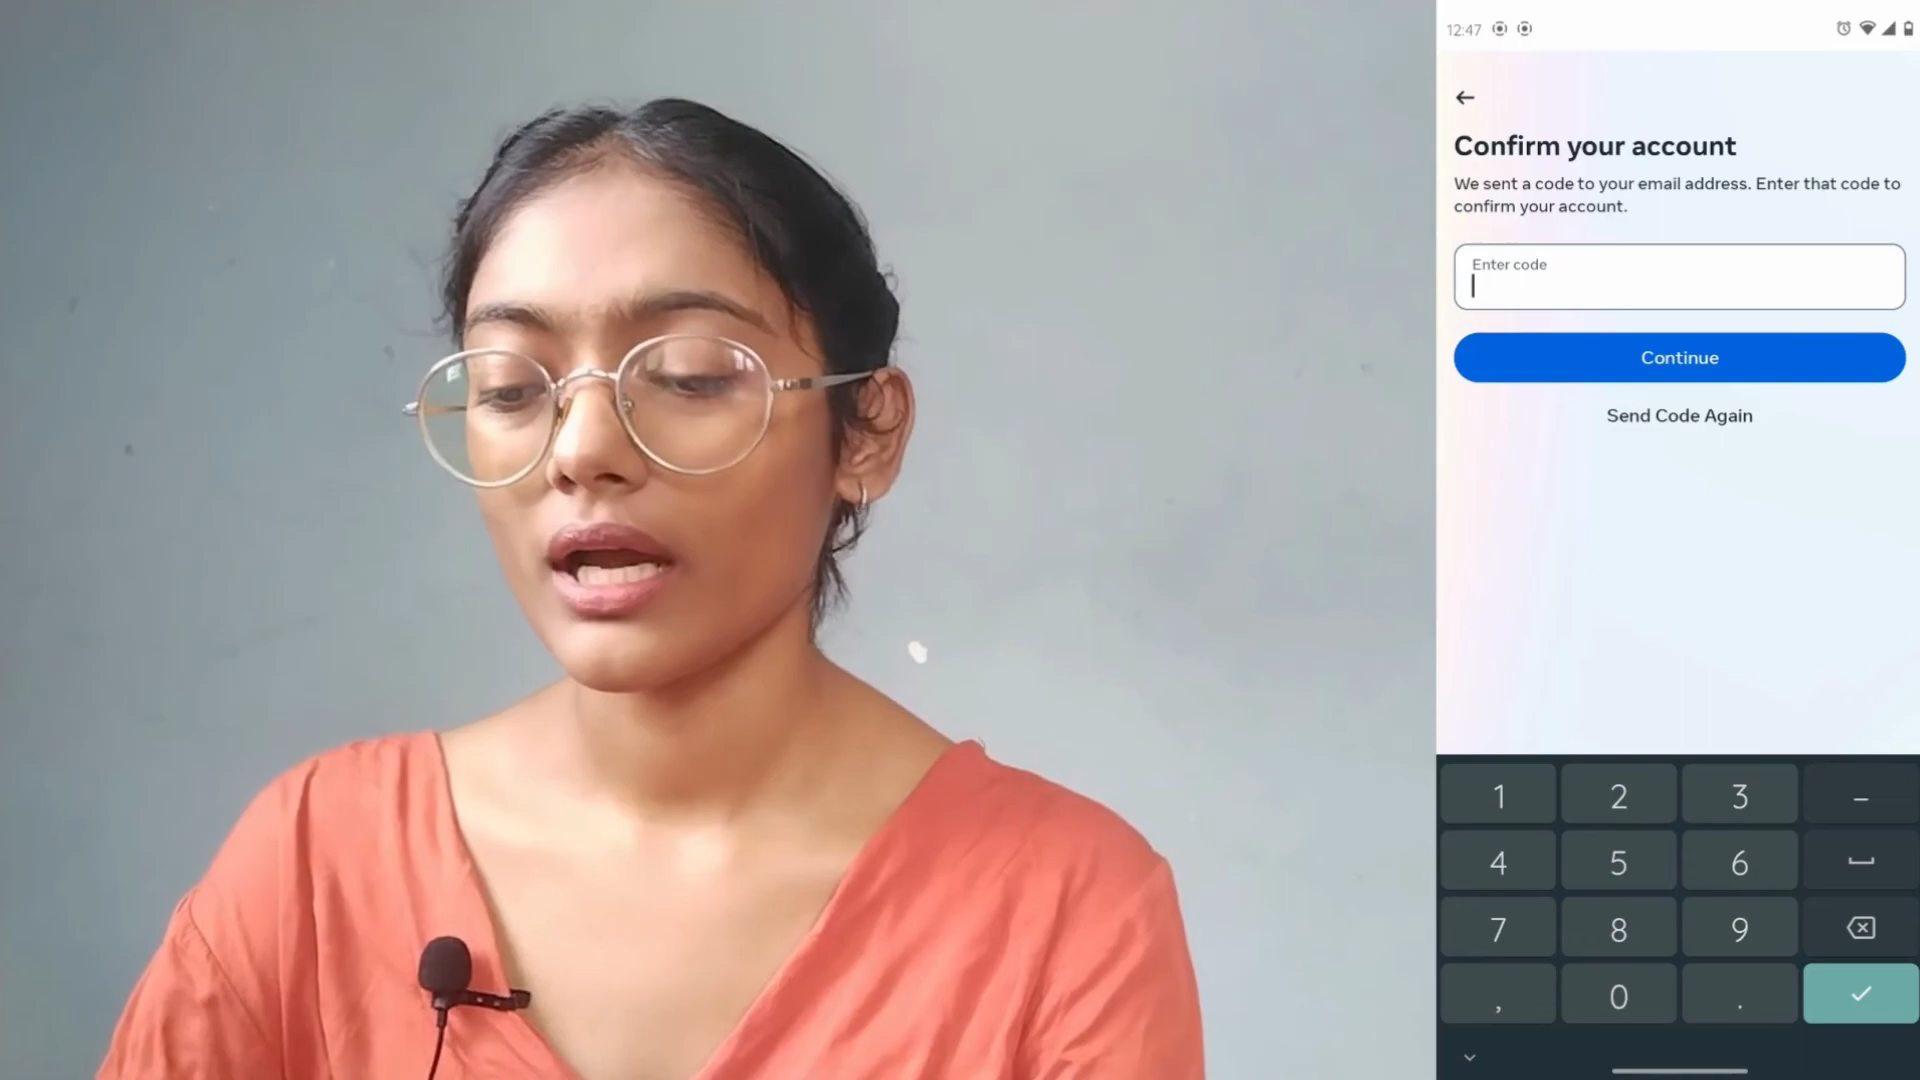 12:47
Confirm your account
We sent a code to your email address. Enter that code to
confirm your account.
Enter code
Continue
Send Code Again
1 2 3 –
4 5 6
7 8 9
, 0 .